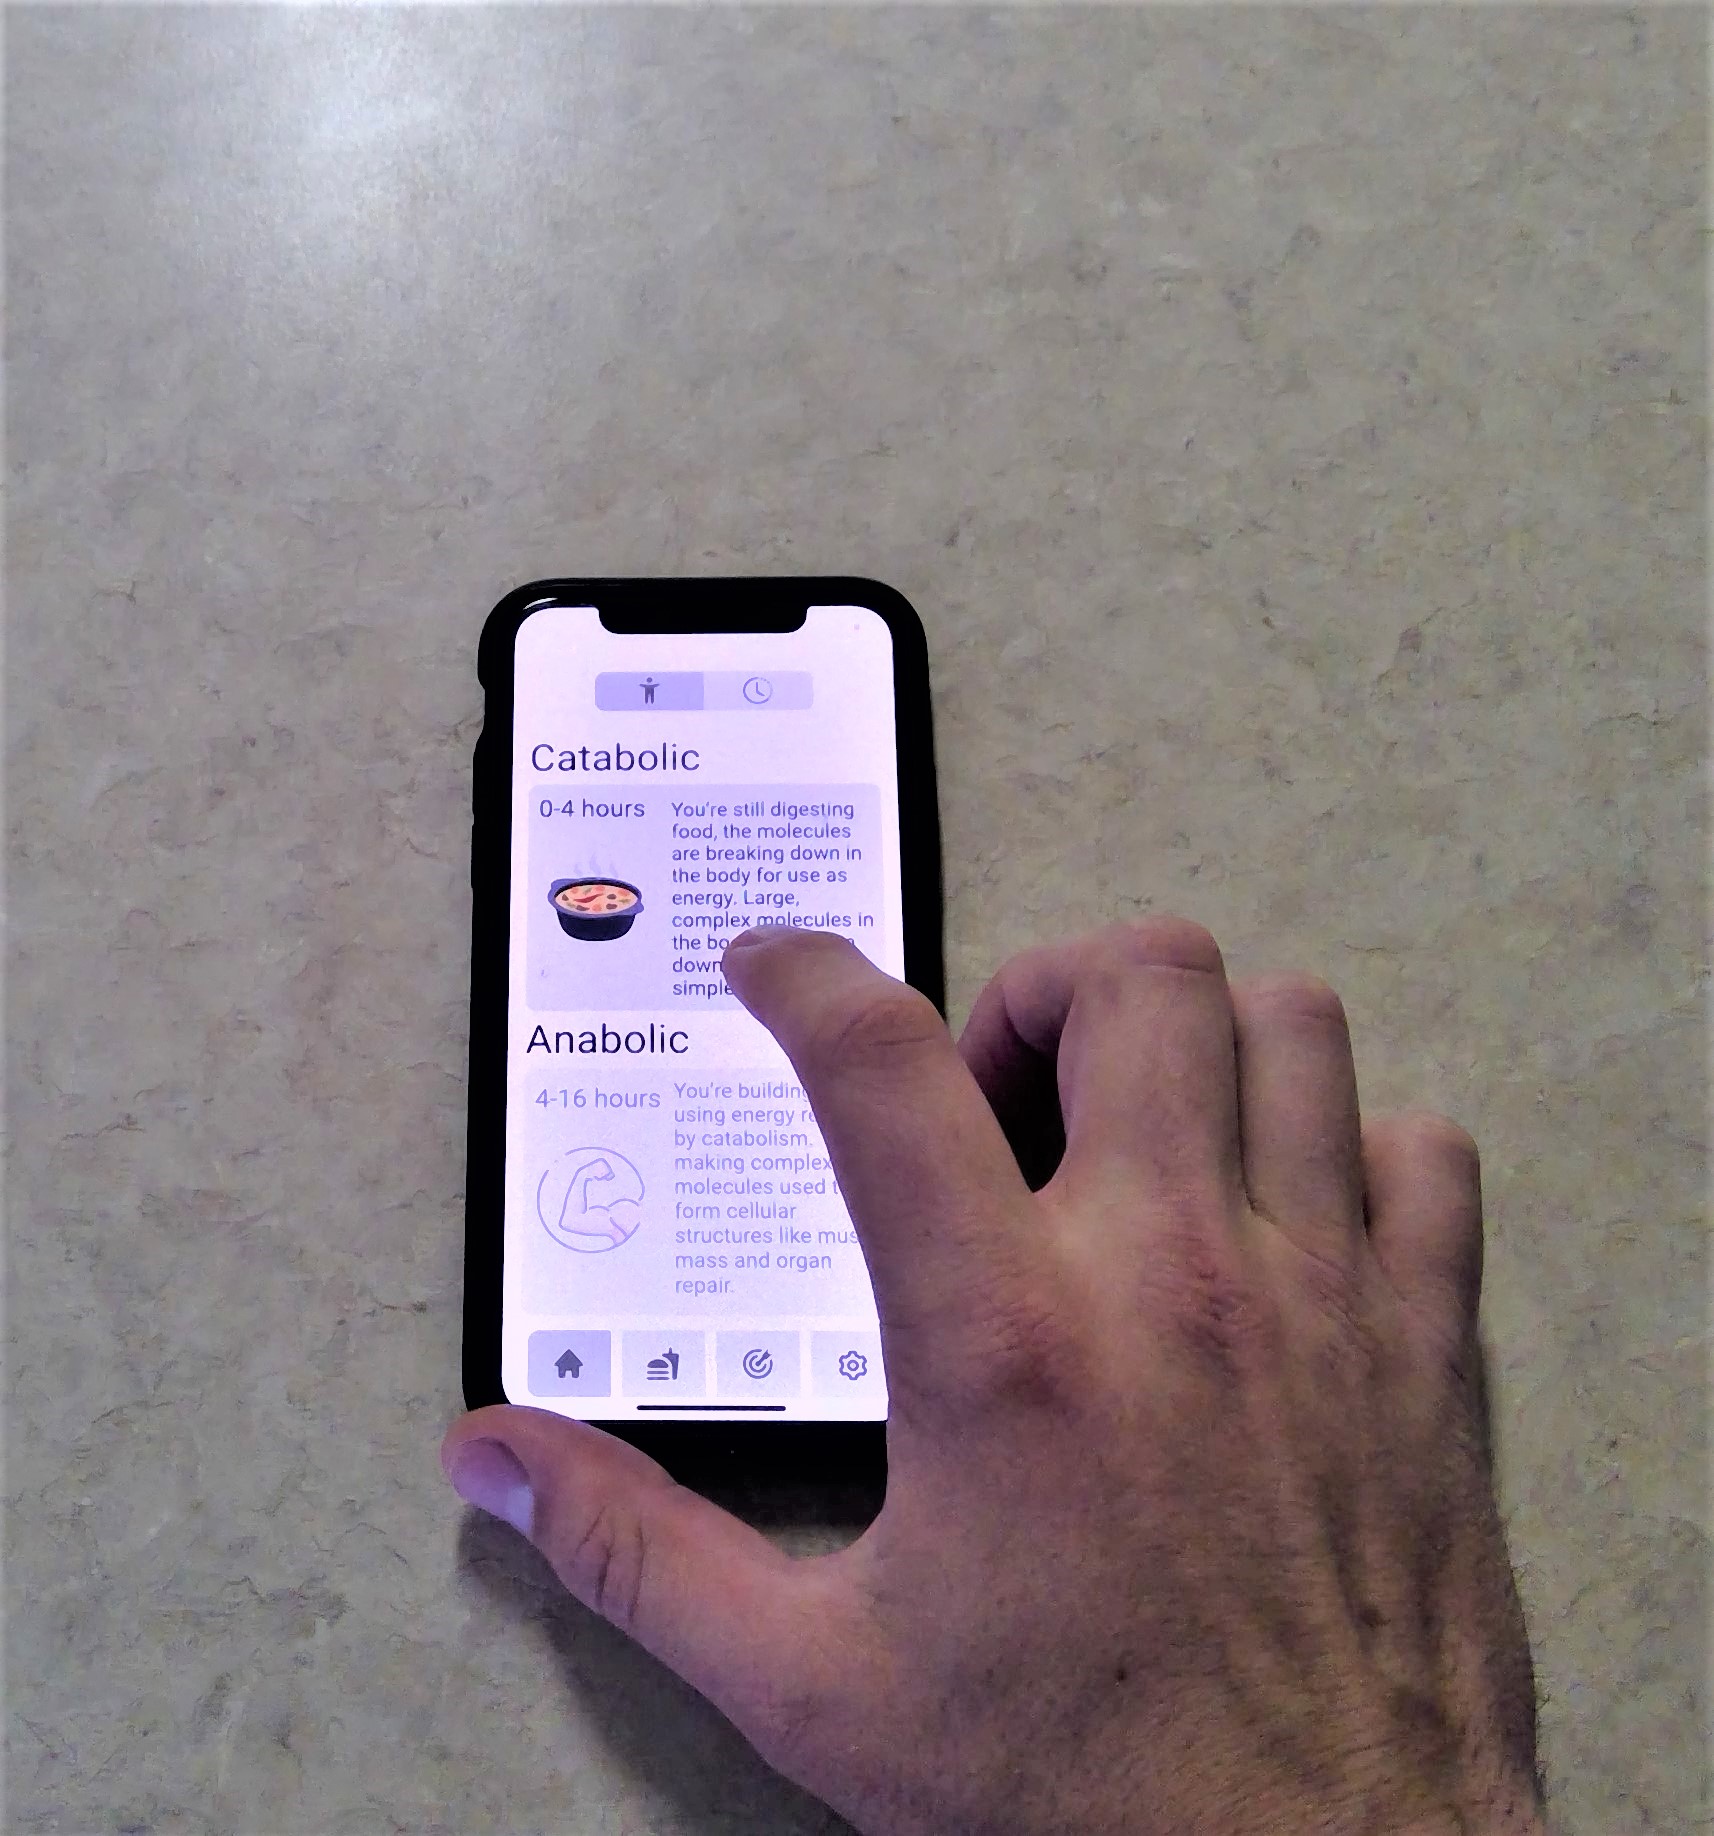 Catabolic
0-4 hours
You're still digesting
food, the molecules
are breaking down in
the body for use as
energy. Large,
complex molecules in
the
down
Anabolic
4-16 hours
You're building
using energy
by catabolism.
making complex
molecules used
form cellular
structures like
mass and organ
repair.